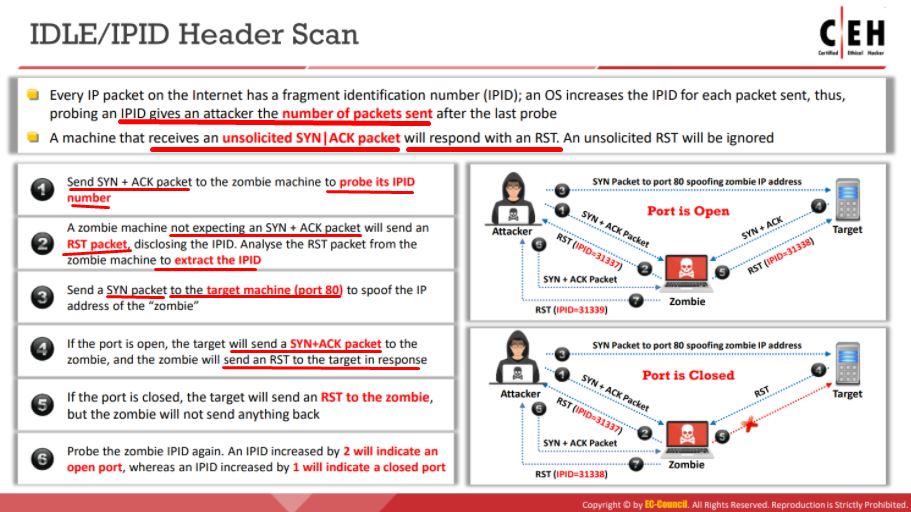 IDLE/IPID Header Scan
C|EH
Certified Ethical Hacker
Every IP packet on the Internet has a fragment identification number (IPID); an OS increases the IPID for each packet sent, thus,
probing an IPID gives an attacker the number of packets sent after the last probe
A machine that receives an unsolicited SYN|ACK packet will respond with an RST. An unsolicited RST will be ignored
1
Send SYN + ACK packet to the zombie machine to probe its IPID
number
2
A zombie machine not expecting an SYN + ACK packet will send an
RST packet, disclosing the IPID. Analyse the RST packet from the
zombie machine to extract the IPID
3
Send a SYN packet to the target machine (port 80) to spoof the IP
address of the “zombie”
4
If the port is open, the target will send a SYN+ACK packet to the
zombie, and the zombie will send an RST to the target in response
5
If the port is closed, the target will send an RST to the zombie,
but the zombie will not send anything back
6
Probe the zombie IPID again. An IPID increased by 2 will indicate an
open port, whereas an IPID increased by 1 will indicate a closed port
SYN Packet to port 80 spoofing zombie IP address
3
Port is Open
1
SYN + ACK Packet
4
SYN + ACK
Attacker
Target
6
RST (IPID=31337)
2
5
RST (IPID=31338)
SYN + ACK Packet
Zombie
7
RST (IPID=31339)
SYN Packet to port 80 spoofing zombie IP address
3
Port is Closed
1
SYN + ACK Packet
4
RST
Attacker
Target
6
RST (IPID=31337)
2
5
SYN + ACK Packet
Zombie
7
RST (IPID=31338)
Copyright © by EC-Council. All Rights Reserved. Reproduction is Strictly Prohibited.